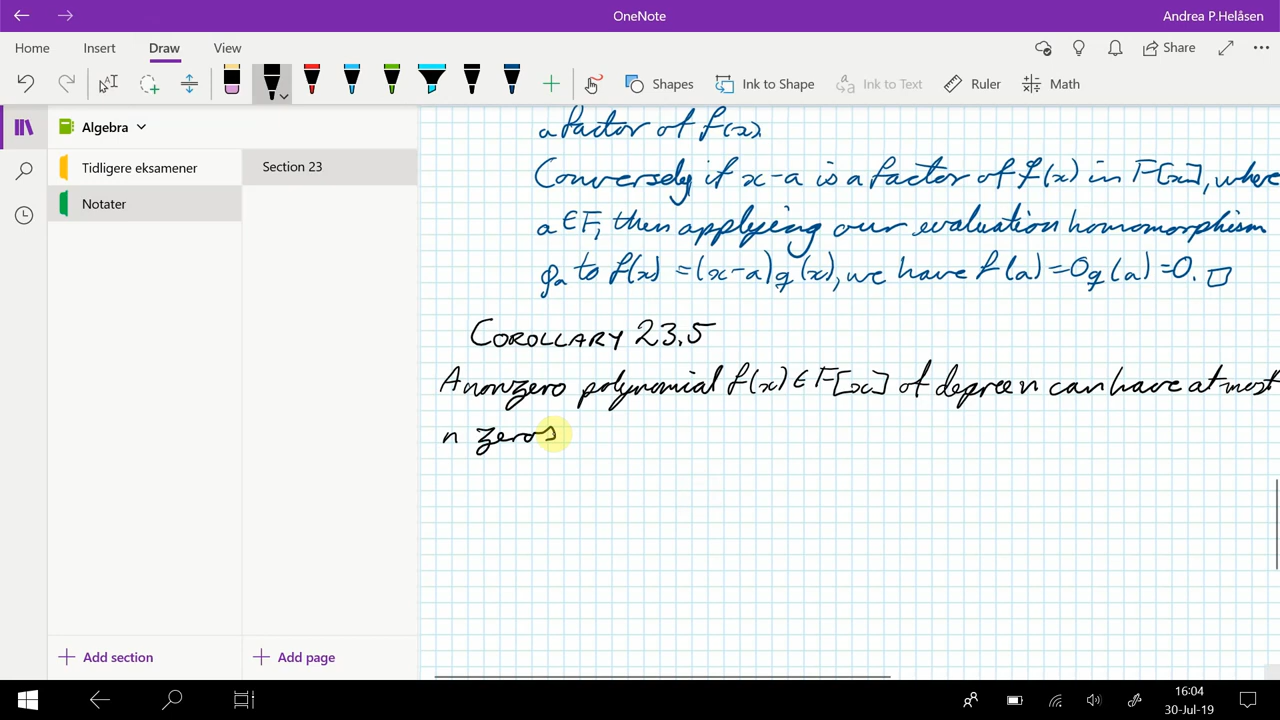 OneNote
Andrea P.Helåsen
Home Insert Draw View
Share
Shapes Ink to Shape Ink to Text Ruler Math
Algebra
Tidligere eksamener
Notater
Section 23
a factor of f(x).
Conversely if x-a is a factor of f(x) in F[x], where
a ∈ F, then applying our evaluation homomorphism
φa to f(x) = (x-a)q(x), we have f(a) = 0q(a) = 0. □
COROLLARY 23.5
A nonzero polynomial f(x) ∈ F[x] of degree n can have at most
n zeros
Add section
Add page
16:04
30-Jul-19